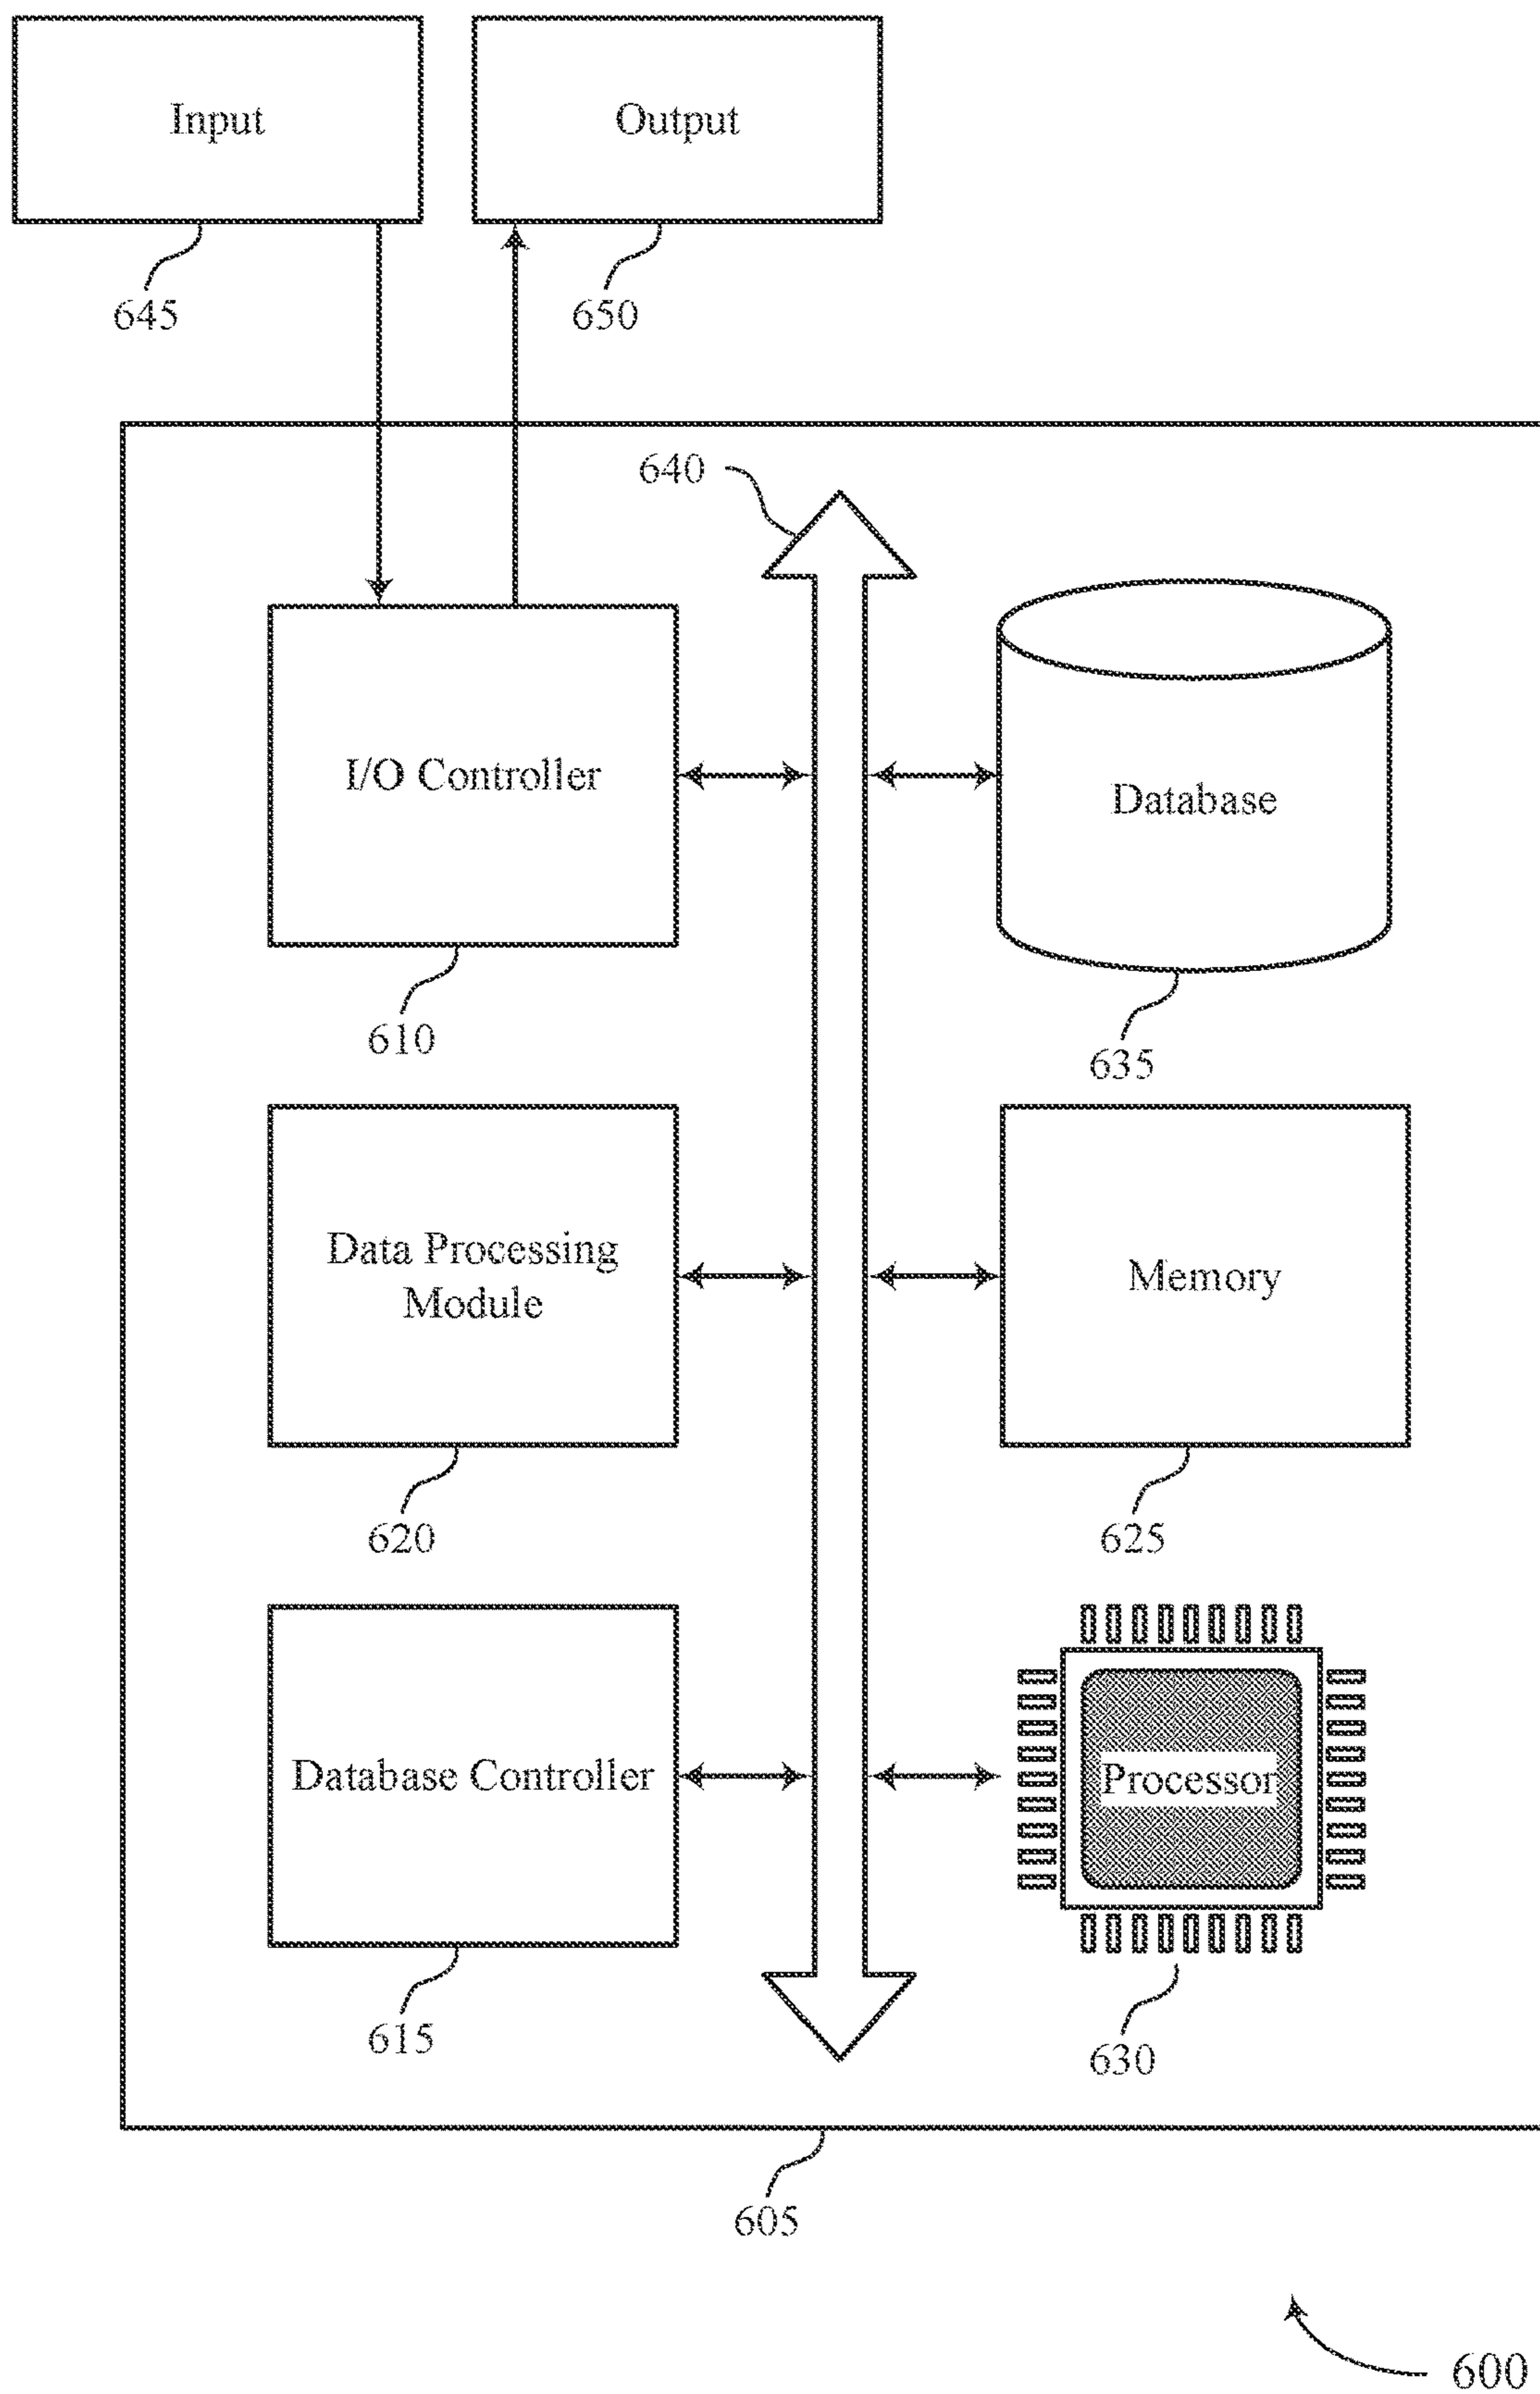 Input
Output
645
650
640
I/O Controller
Database
610
635
Data Processing
Module
Memory
620
625
Database Controller
Processor
615
630
605
600